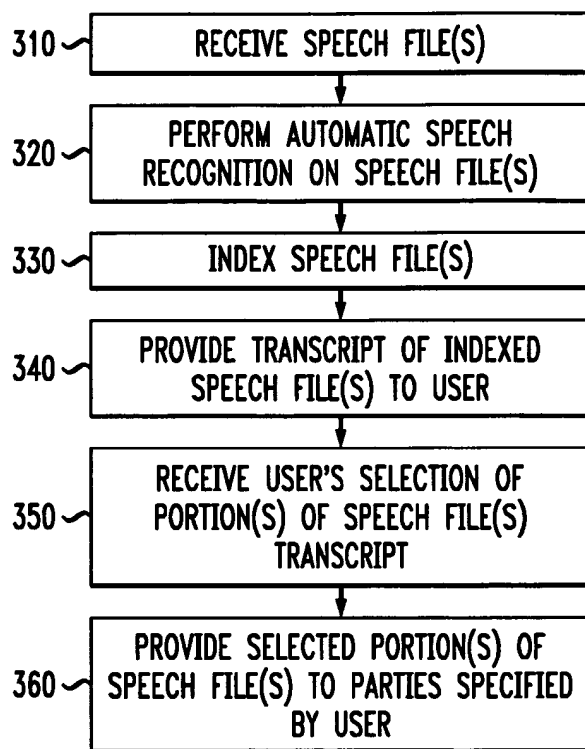 310
RECEIVE SPEECH FILE(S)
320
PERFORM AUTOMATIC SPEECH
RECOGNITION ON SPEECH FILE(S)
330
INDEX SPEECH FILE(S)
340
PROVIDE TRANSCRIPT OF INDEXED
SPEECH FILE(S) TO USER
350
RECEIVE USER'S SELECTION OF
PORTION(S) OF SPEECH FILE(S)
TRANSCRIPT
360
PROVIDE SELECTED PORTION(S) OF
SPEECH FILE(S) TO PARTIES SPECIFIED
BY USER